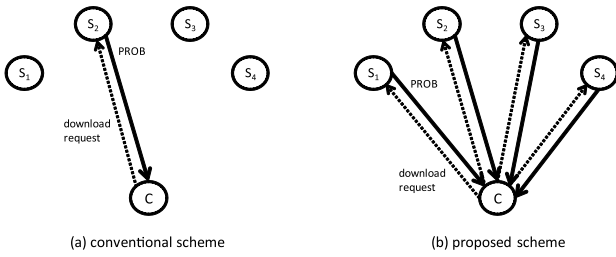 S1
S2
S3
S4
PROB
download
request
C
(a) conventional scheme
S1
S2
S3
S4
PROB
download
request
C
(b) proposed scheme